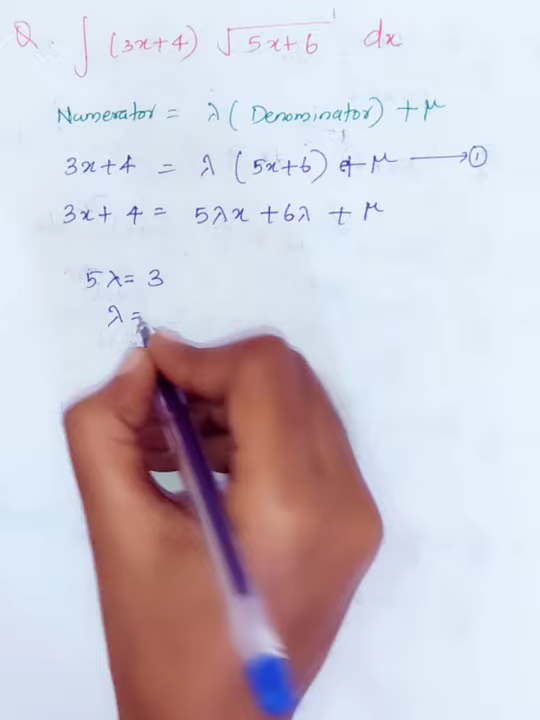 Q. ∫ (3x+4) √5x+6 dx
Numerator = λ (Denominator) + μ
3x+4 = λ (5x+6) + μ → ①
3x+4 = 5λx + 6λ + μ
5λ = 3
λ =